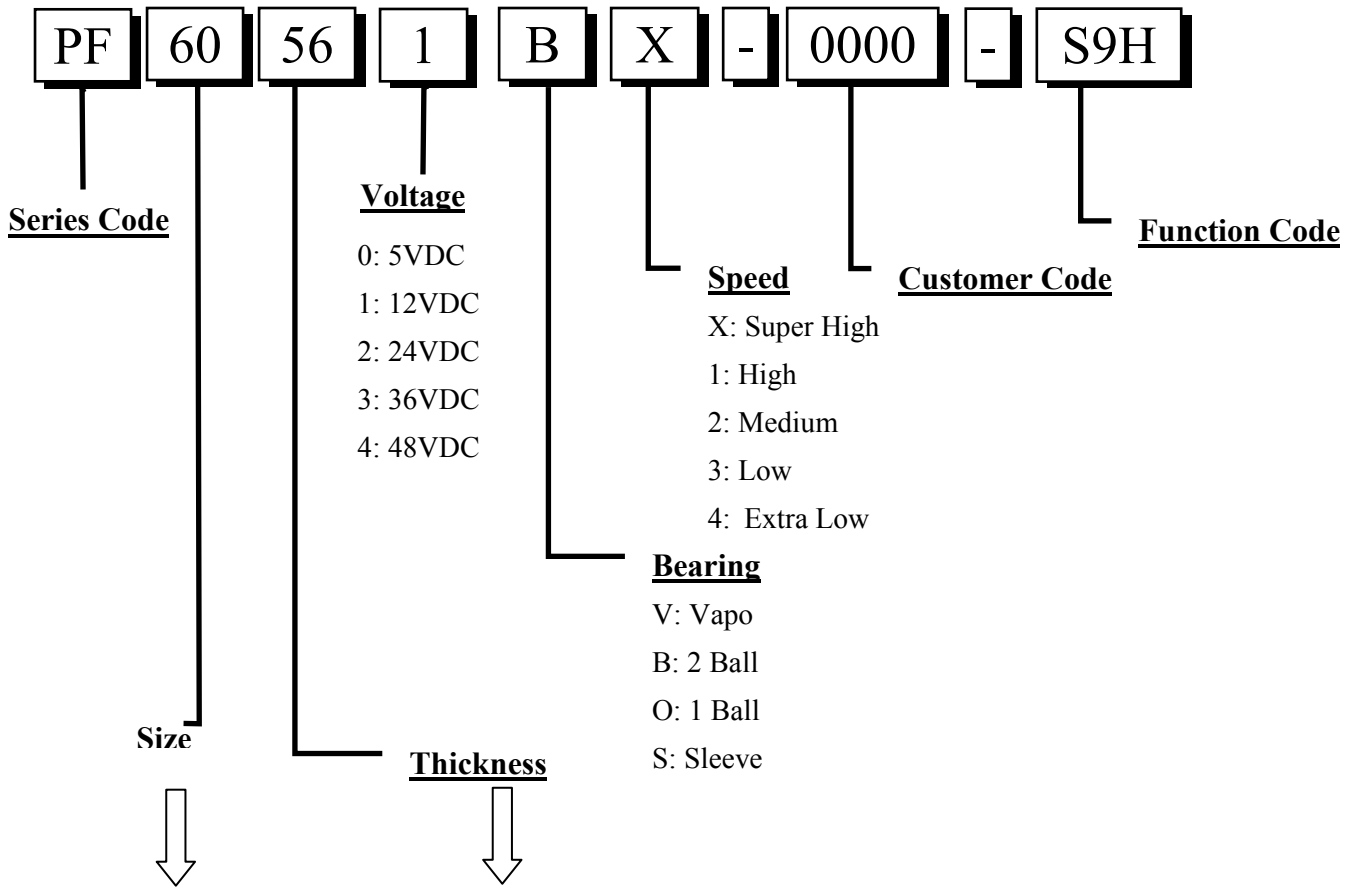 PF 60 56 1 B X - 0000 - S9H
Series Code
Voltage
0: 5VDC
1: 12VDC
2: 24VDC
3: 36VDC
4: 48VDC
Function Code
Customer Code
Speed
X: Super High
1: High
2: Medium
3: Low
4: Extra Low
Bearing
V: Vapo
B: 2 Ball
O: 1 Ball
S: Sleeve
Size
Thickness